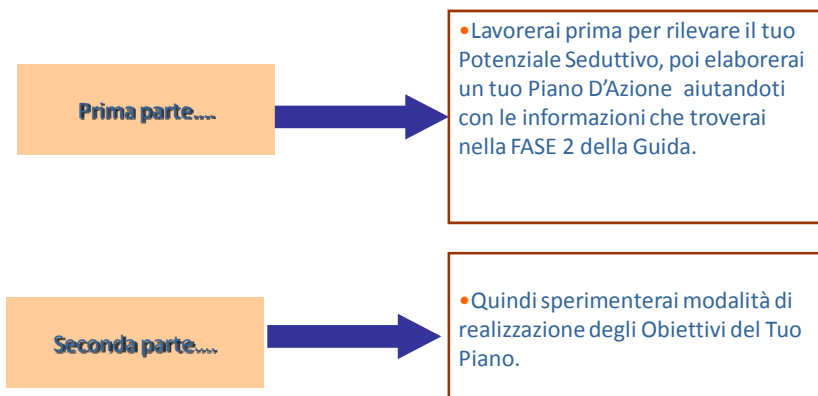 Prima parte....
•Lavorerai prima per rilevare il tuo
Potenziale Seduttivo, poi elaborerai
un tuo Piano D’Azione aiutandoti
con le informazioni che troverai
nella FASE 2 della Guida.
Seconda parte....
•Quindi sperimenterai modalità di
realizzazione degli Obiettivi del Tuo
Piano.